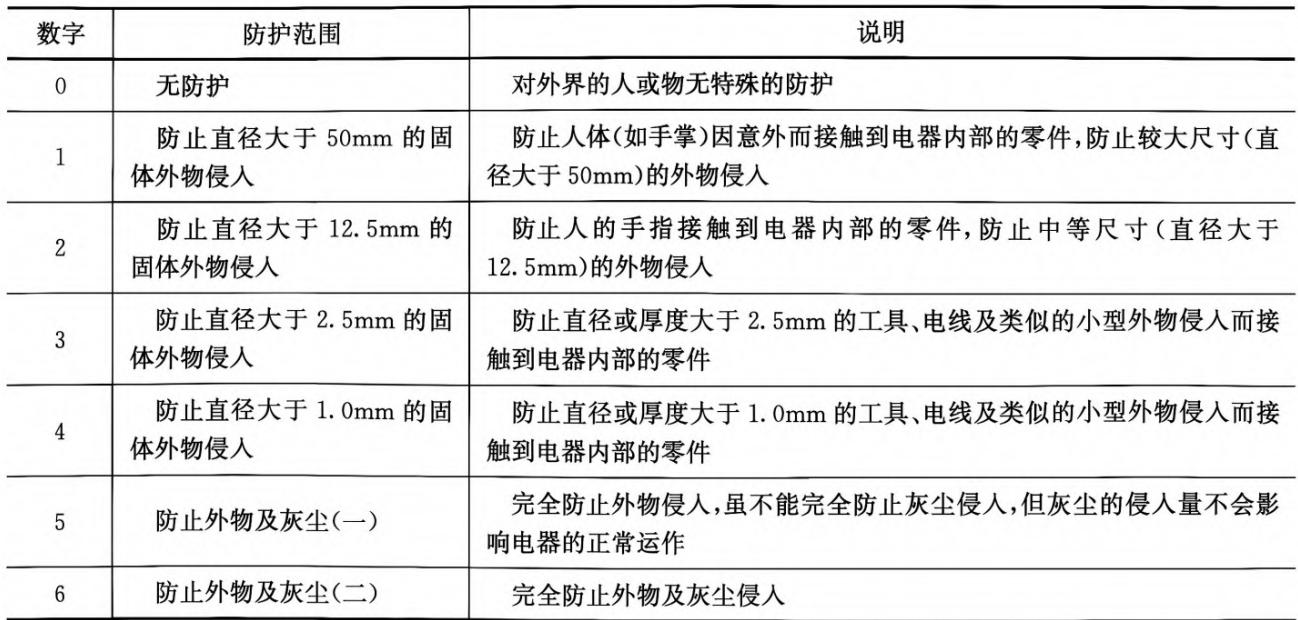 数字 防护范围 说明
0 无防护 对外界的人或物无特殊的防护
1 防止直径大于 50mm 的固 防止人体(如手掌)因意外而接触到电器内部的零件,防止较大尺寸(直
体外物侵入 径大于 50mm)的外物侵入
2 防止直径大于 12.5mm 的 防止人的手指接触到电器内部的零件,防止中等尺寸(直径大于
固体外物侵入 12.5mm)的外物侵入
3 防止直径大于 2.5mm 的固 防止直径或厚度大于 2.5mm 的工具、电线及类似的小型外物侵入而接
体外物侵入 触到电器内部的零件
4 防止直径大于 1.0mm 的固 防止直径或厚度大于 1.0mm 的工具、电线及类似的小型外物侵入而接
体外物侵入 触到电器内部的零件
5 防止外物及灰尘(一) 完全防止外物侵入,虽不能完全防止灰尘侵入,但灰尘的侵入量不会影
响电器的正常运作
6 防止外物及灰尘(二) 完全防止外物及灰尘侵入